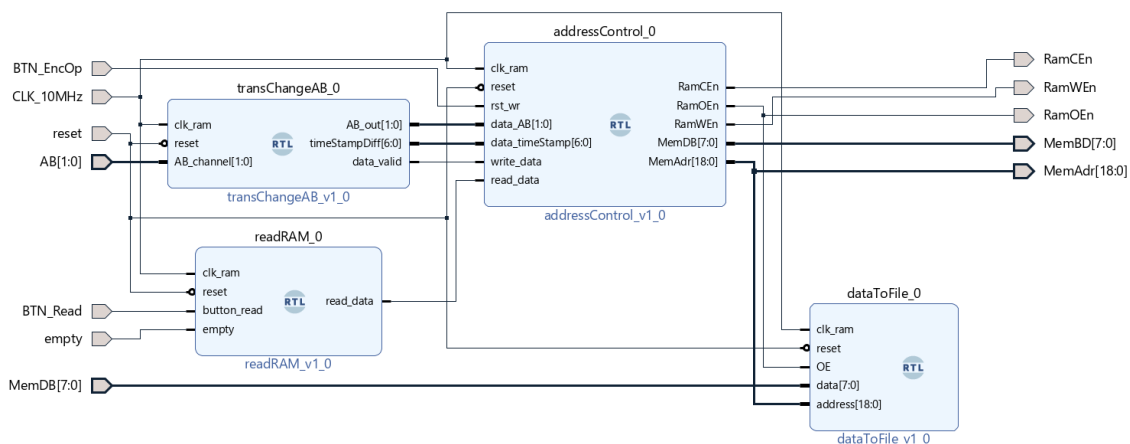 BTN_EncOp
CLK_10MHz
reset
AB[1:0]
transChangeAB_0
clk_ram
reset
AB_channel[1:0]
AB_out[1:0]
timeStampDiff[6:0]
data_valid
RTL
transChangeAB_v1_0
addressControl_0
clk_ram
reset
rst_wr
data_AB[1:0]
data_timeStamp[6:0]
write_data
read_data
RTL
RamCEn
RamOEn
RamWEn
MemDB[7:0]
MemAdr[18:0]
addressControl_v1_0
RamCEn
RamWEn
RamOEn
MemBD[7:0]
MemAdr[18:0]
BTN_Read
empty
MemDB[7:0]
readRAM_0
clk_ram
reset
button_read
empty
RTL
read_data
readRAM_v1_0
dataToFile_0
clk_ram
reset
OE
data[7:0]
address[18:0]
RTL
dataToFile_v1_0